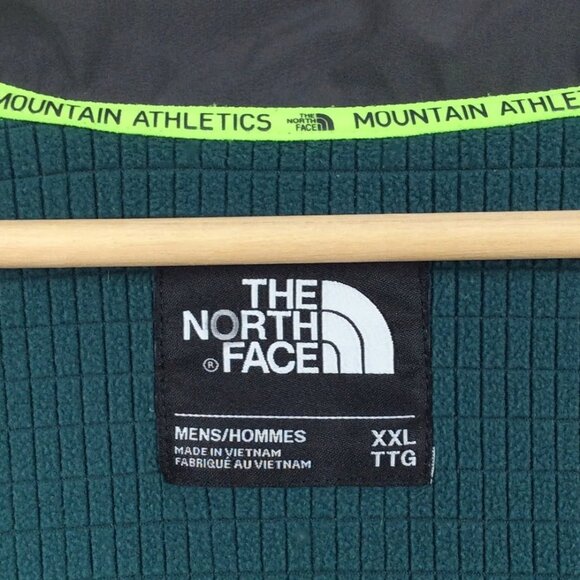 MOUNTAIN ATHLETICS THE NORTH FACE MOUNTAIN ATHLETIC
THE
NORTH
® FACE
MENS/HOMMES XXL
MADE IN VIETNAM TTG
FABRIQUÉ AU VIETNAM